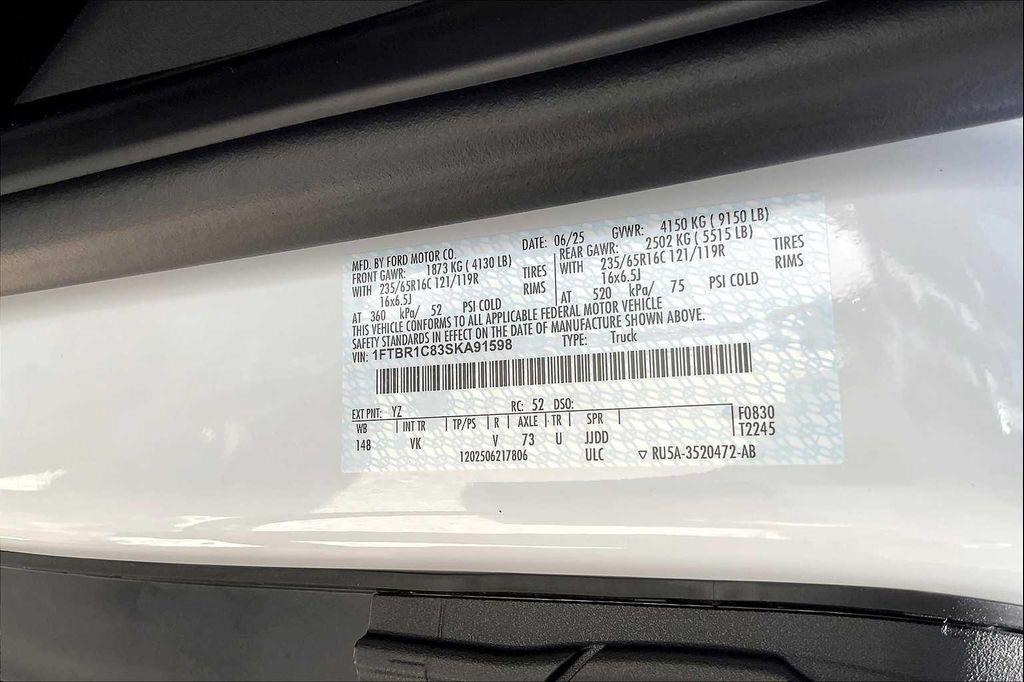 MFD. BY FORD MOTOR CO. DATE: 06/25 GVWR: 4150 KG ( 9150 LB)
FRONT GAWR: 1873 KG ( 4130 LB) REAR GAWR: 2502 KG ( 5515 LB)
WITH 235/65R16C 121/119R TIRES WITH 235/65R16C 121/119R TIRES
16x6.5J RIMS 16x6.5J RIMS
AT 360 kPa/ 52 PSI COLD AT 520 kPa/ 75 PSI COLD
THIS VEHICLE CONFORMS TO ALL APPLICABLE FEDERAL MOTOR VEHICLE
SAFETY STANDARDS IN EFFECT ON THE DATE OF MANUFACTURE SHOWN ABOVE.
VIN: 1FTBR1C83SKA91598 TYPE: Truck
EXT PNT: YZ RC: 52 DSO:
WB INT TR TP/PS R AXLE TR SPR F0830
148 VK V 73 U JJDD T2245
1202506217806 ULC ▽ RU5A-3520472-AB